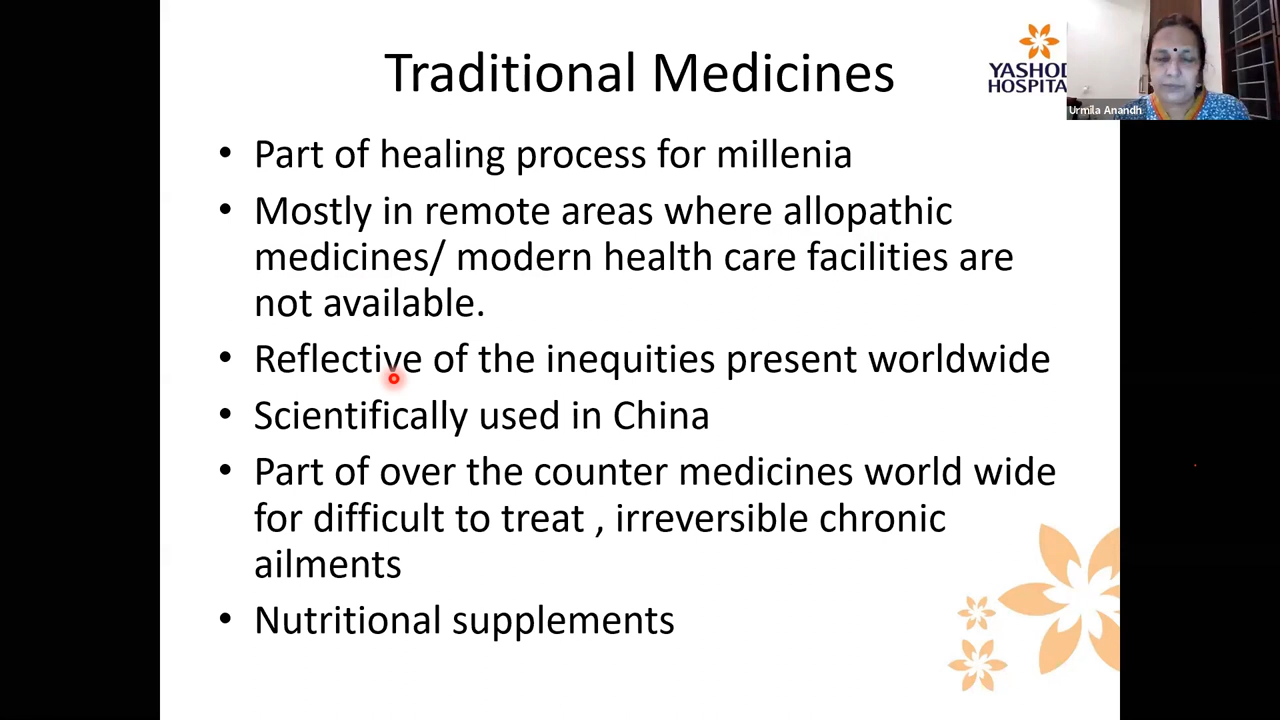 Traditional Medicines
YASHOD
HOSPITA
Urmila Anandh
• Part of healing process for millenia
• Mostly in remote areas where allopathic
medicines/ modern health care facilities are
not available.
• Reflective of the inequities present worldwide
• Scientifically used in China
• Part of over the counter medicines world wide
for difficult to treat , irreversible chronic
ailments
• Nutritional supplements